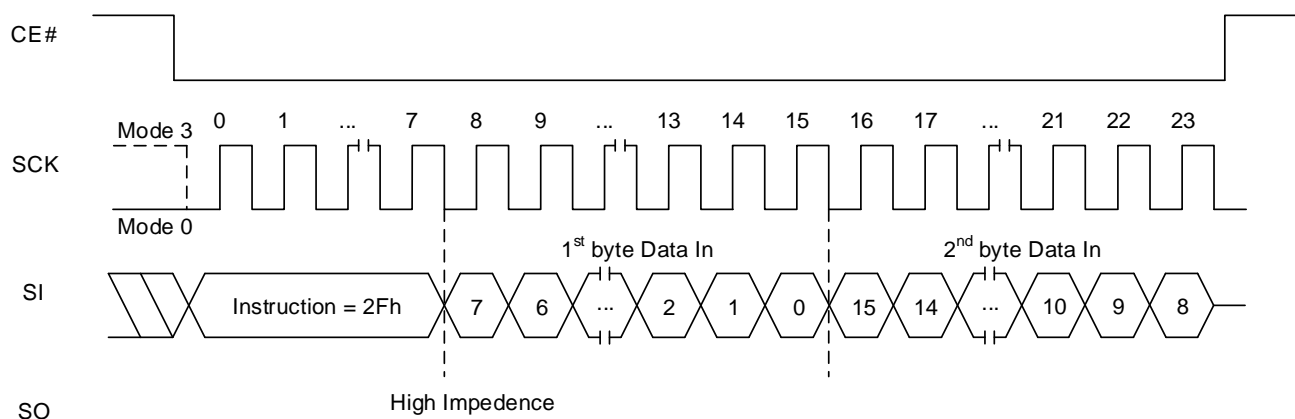 CE#
0 1 ... 7 8 9 ... 13 14 15 16 17 ... 21 22 23
Mode 3
SCK
Mode 0
1st byte Data In 2nd byte Data In
SI Instruction = 2Fh 7 6 ... 2 1 0 15 14 ... 10 9 8
High Impedence
SO